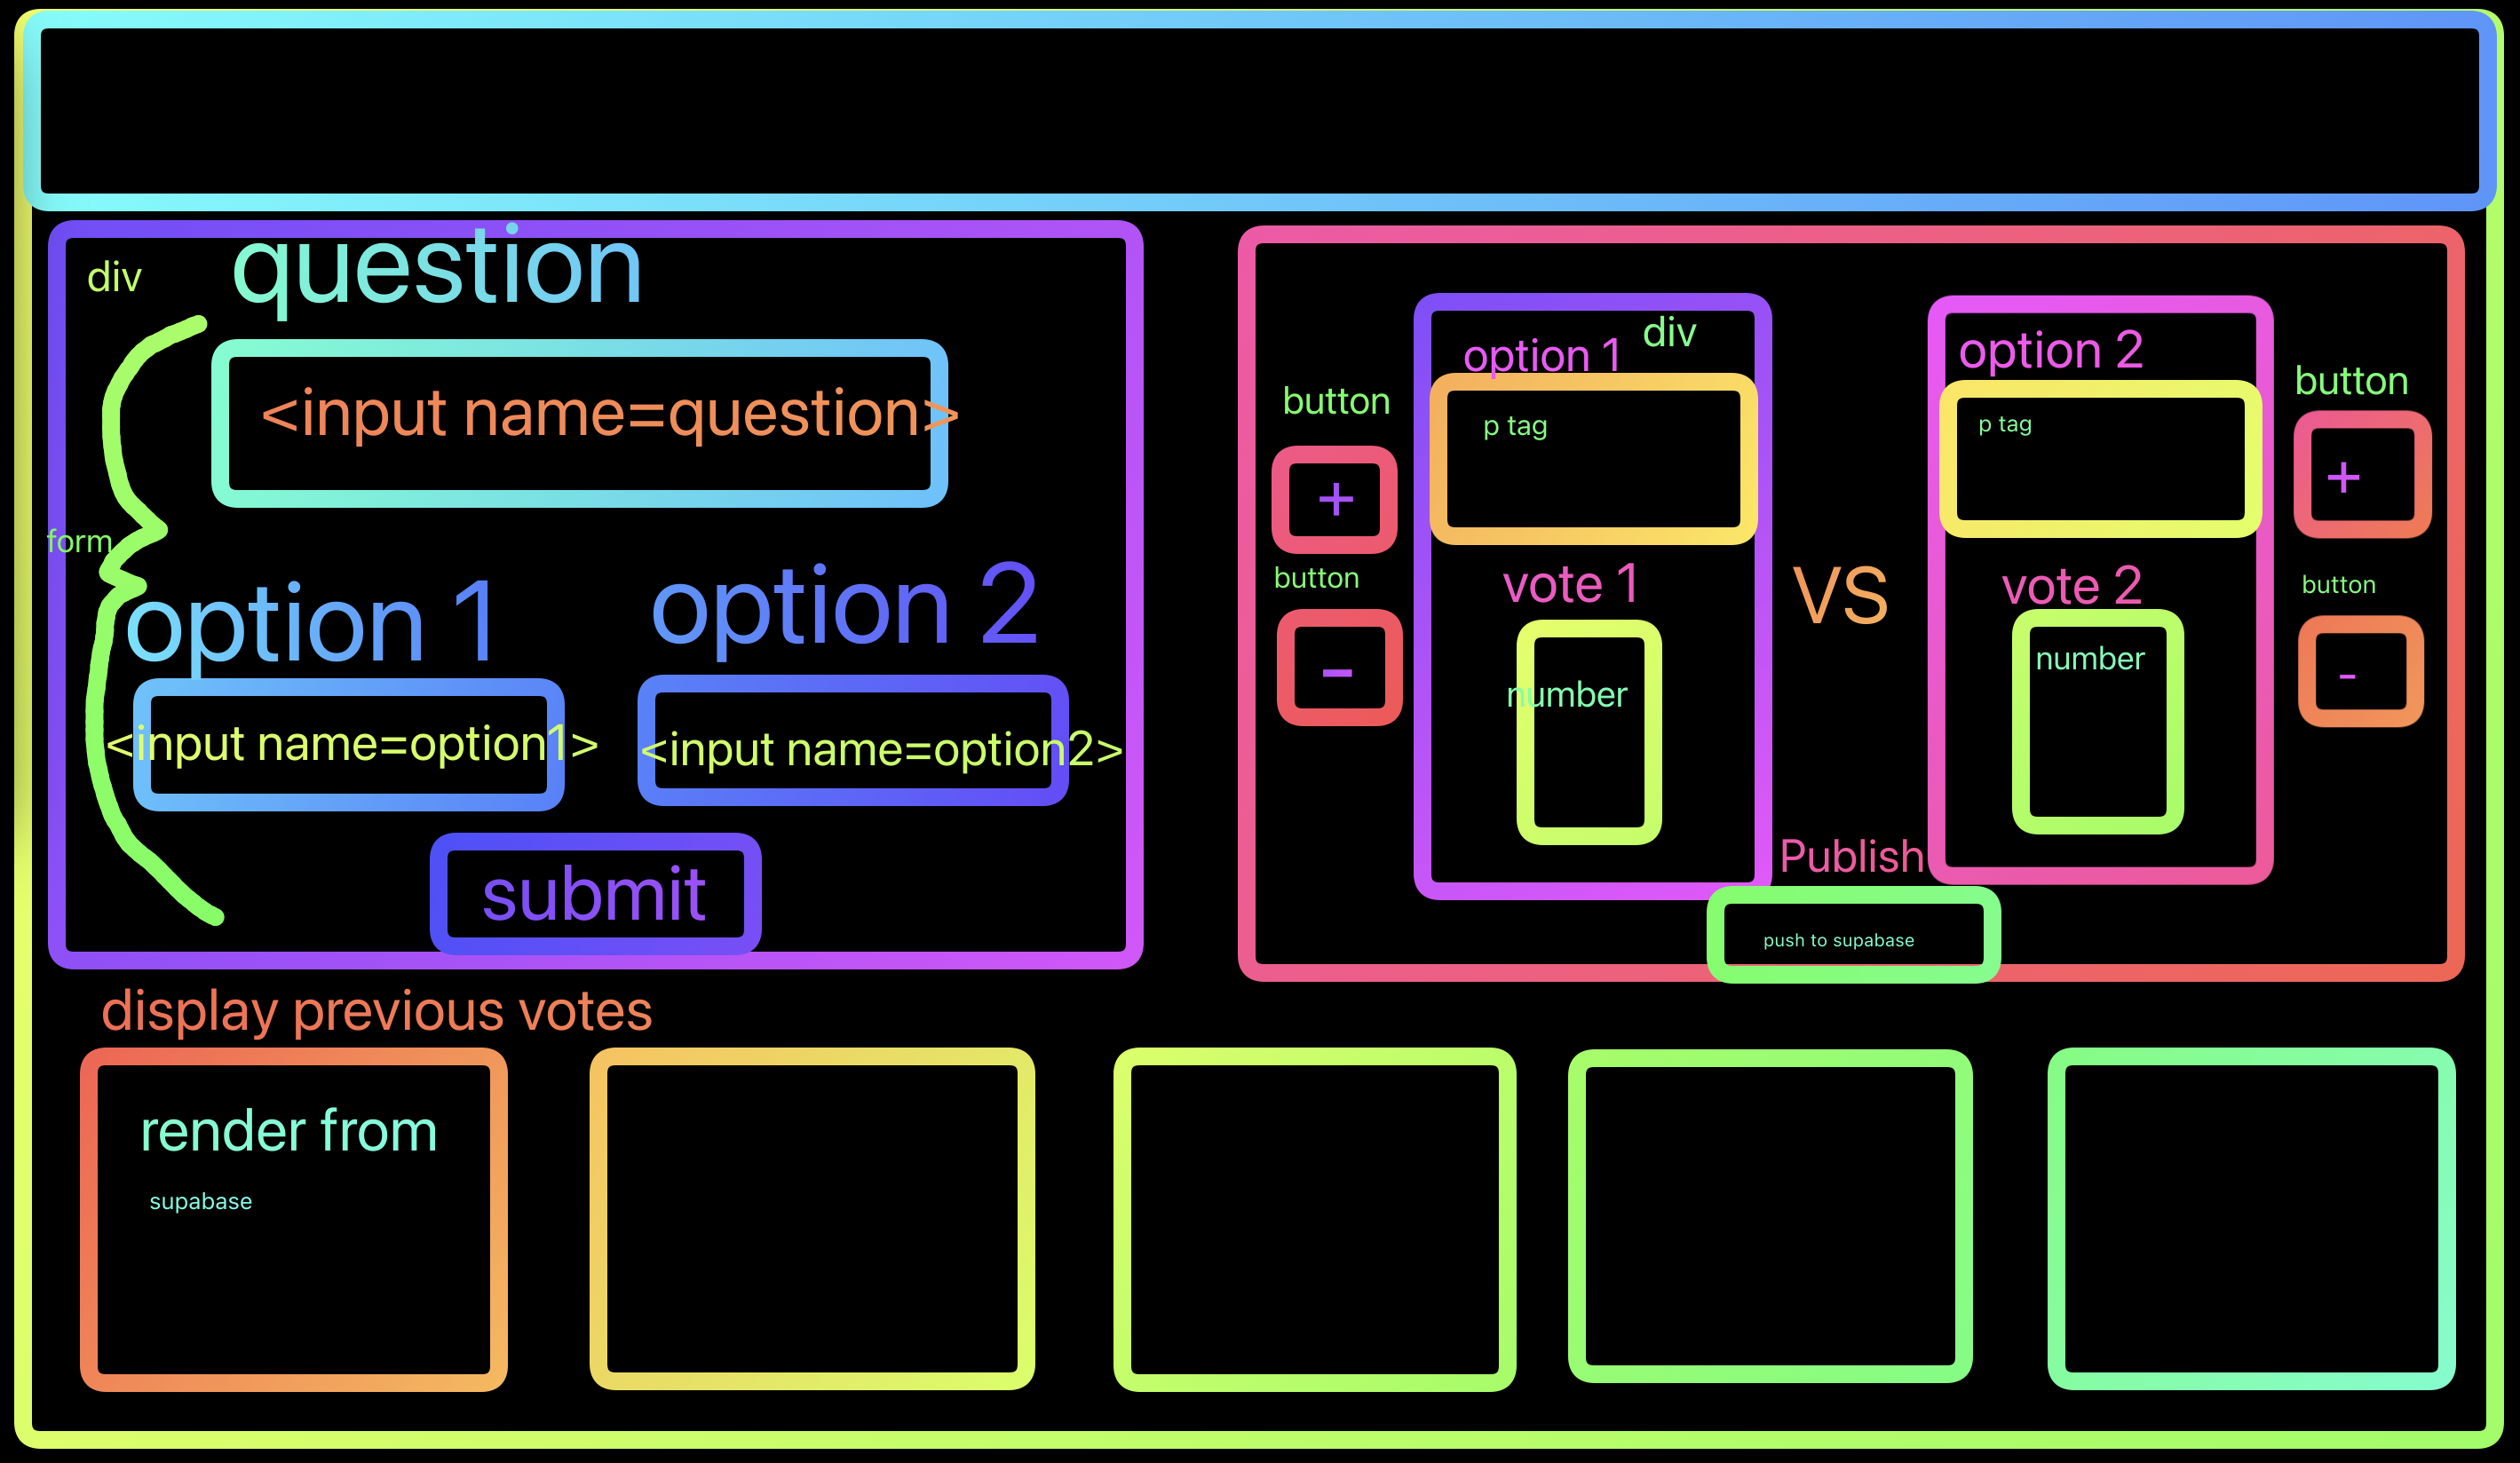 question
div
<input name=question>
form
option 1
option 2
<input name=option1>
<input name=option2>
submit
option 1
div
option 2
button
button
p tag
p tag
+
+
button
vote 1
VS
vote 2
button
-
number
number
-
Publish
push to supabase
display previous votes
render from
supabase